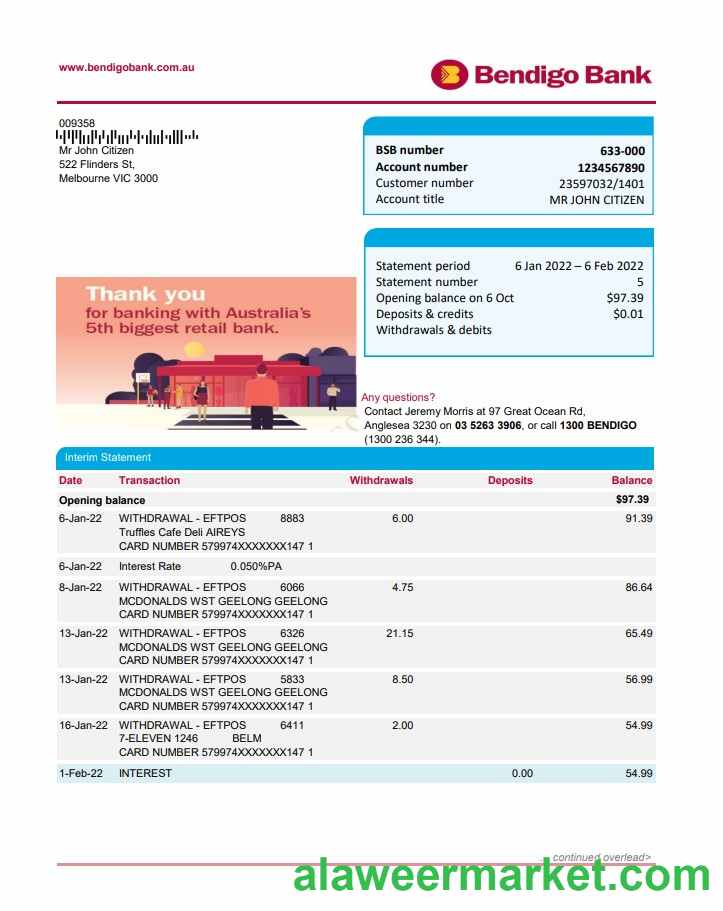 www.bendigobank.com.au
Bendigo Bank
009358
Mr John Citizen
522 Flinders St,
Melbourne VIC 3000
BSB number 633-000
Account number 1234567890
Customer number 23597032/1401
Account title MR JOHN CITIZEN
Statement period 6 Jan 2022 – 6 Feb 2022
Statement number 5
Opening balance on 6 Oct $97.39
Deposits & credits $0.01
Withdrawals & debits
Thank you
for banking with Australia's
5th biggest retail bank.
Any questions?
Contact Jeremy Morris at 97 Great Ocean Rd,
Anglesea 3230 on 03 5263 3906, or call 1300 BENDIGO
(1300 236 344).
Interim Statement
Date Transaction Withdrawals Deposits Balance
Opening balance $97.39
6-Jan-22 WITHDRAWAL - EFTPOS 8883 6.00 91.39
Truffles Cafe Deli AIREYS
CARD NUMBER 579974XXXXXXX147 1
6-Jan-22 Interest Rate 0.050%PA
8-Jan-22 WITHDRAWAL - EFTPOS 6066 4.75 86.64
MCDONALDS WST GEELONG GEELONG
CARD NUMBER 579974XXXXXXX147 1
13-Jan-22 WITHDRAWAL - EFTPOS 6326 21.15 65.49
MCDONALDS WST GEELONG GEELONG
CARD NUMBER 579974XXXXXXX147 1
13-Jan-22 WITHDRAWAL - EFTPOS 5833 8.50 56.99
MCDONALDS WST GEELONG GEELONG
CARD NUMBER 579974XXXXXXX147 1
16-Jan-22 WITHDRAWAL - EFTPOS 6411 2.00 54.99
7-ELEVEN 1246 BELM
CARD NUMBER 579974XXXXXXX147 1
1-Feb-22 INTEREST 0.00 54.99
... continued overlead>
alaweermarket.com